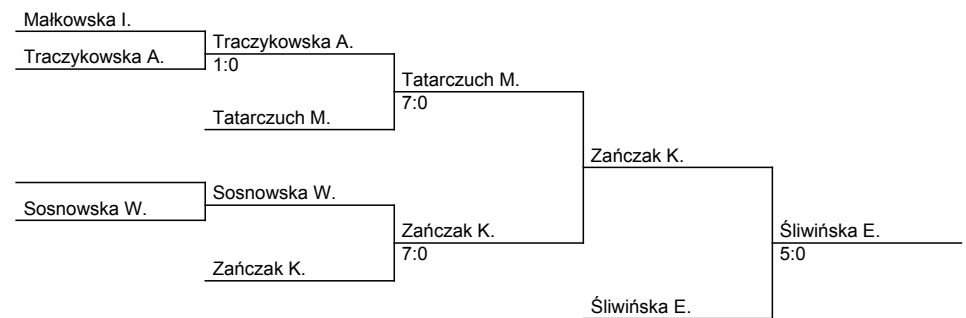 Małkowska I.
Traczykowska A.
Traczykowska A.
1:0
Tatarczuch M.
7:0
Tatarczuch M.
Zańczak K.
Sosnowska W.
Sosnowska W.
Zańczak K.
7:0
Śliwińska E.
5:0
Zańczak K.
Śliwińska E.